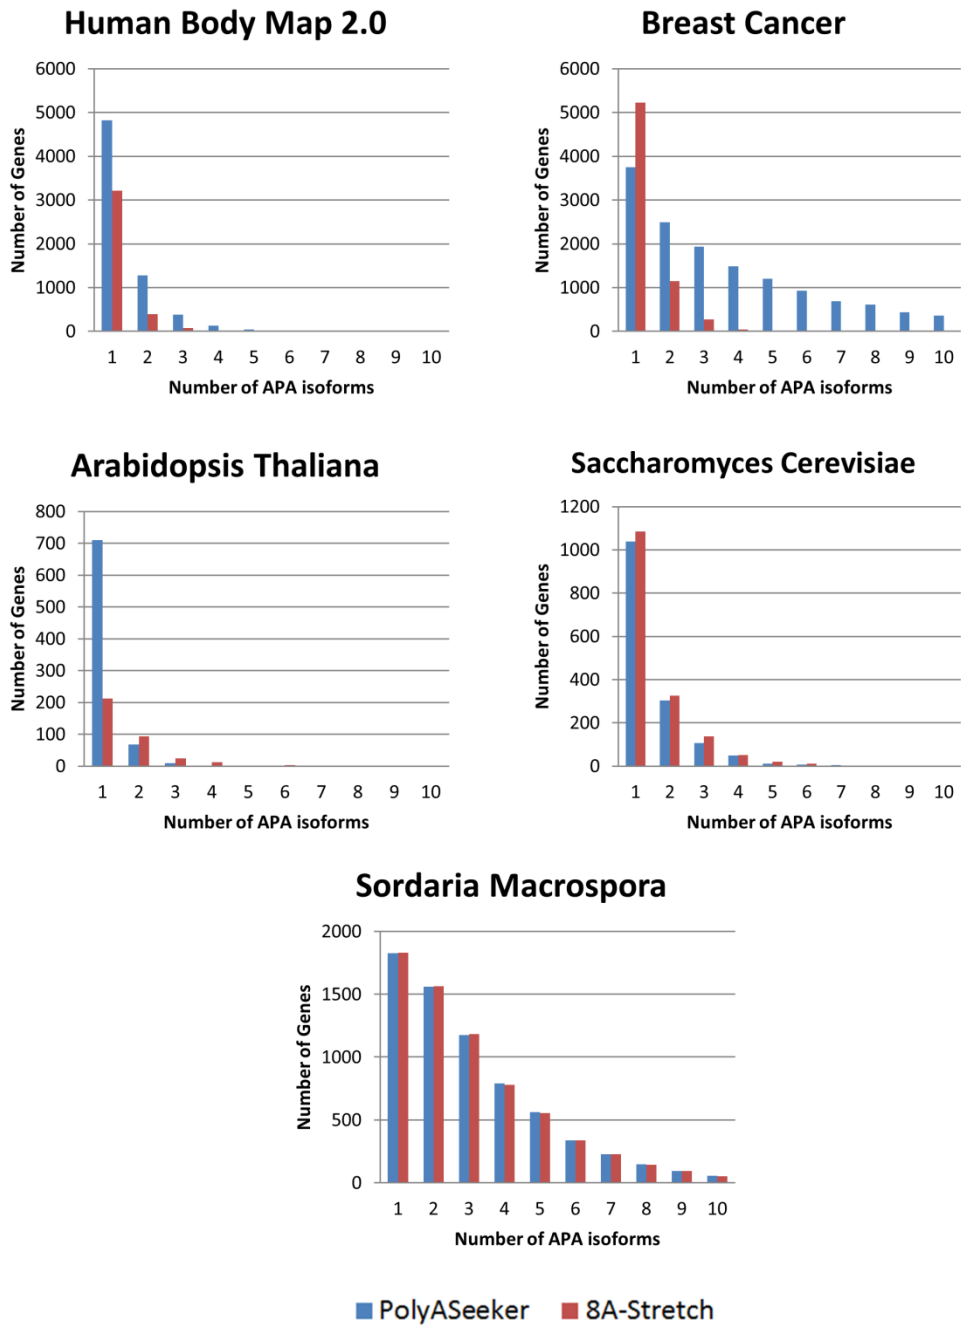 Human Body Map 2.0
6000
5000
4000
3000
2000
1000
0
Number of Genes
1 2 3 4 5 6 7 8 9 10
Number of APA isoforms
Breast Cancer
6000
5000
4000
3000
2000
1000
0
Number of Genes
1 2 3 4 5 6 7 8 9 10
Number of APA isoforms
Arabidopsis Thaliana
800
700
600
500
400
300
200
100
0
Number of Genes
1 2 3 4 5 6 7 8 9 10
Number of APA isoforms
Saccharomyces Cerevisiae
1200
1000
800
600
400
200
0
Number of Genes
1 2 3 4 5 6 7 8 9 10
Number of APA isoforms
Sordaria Macrospora
2000
1500
1000
500
0
Number of Genes
1 2 3 4 5 6 7 8 9 10
Number of APA isoforms
PolyASeeker 8A-Stretch